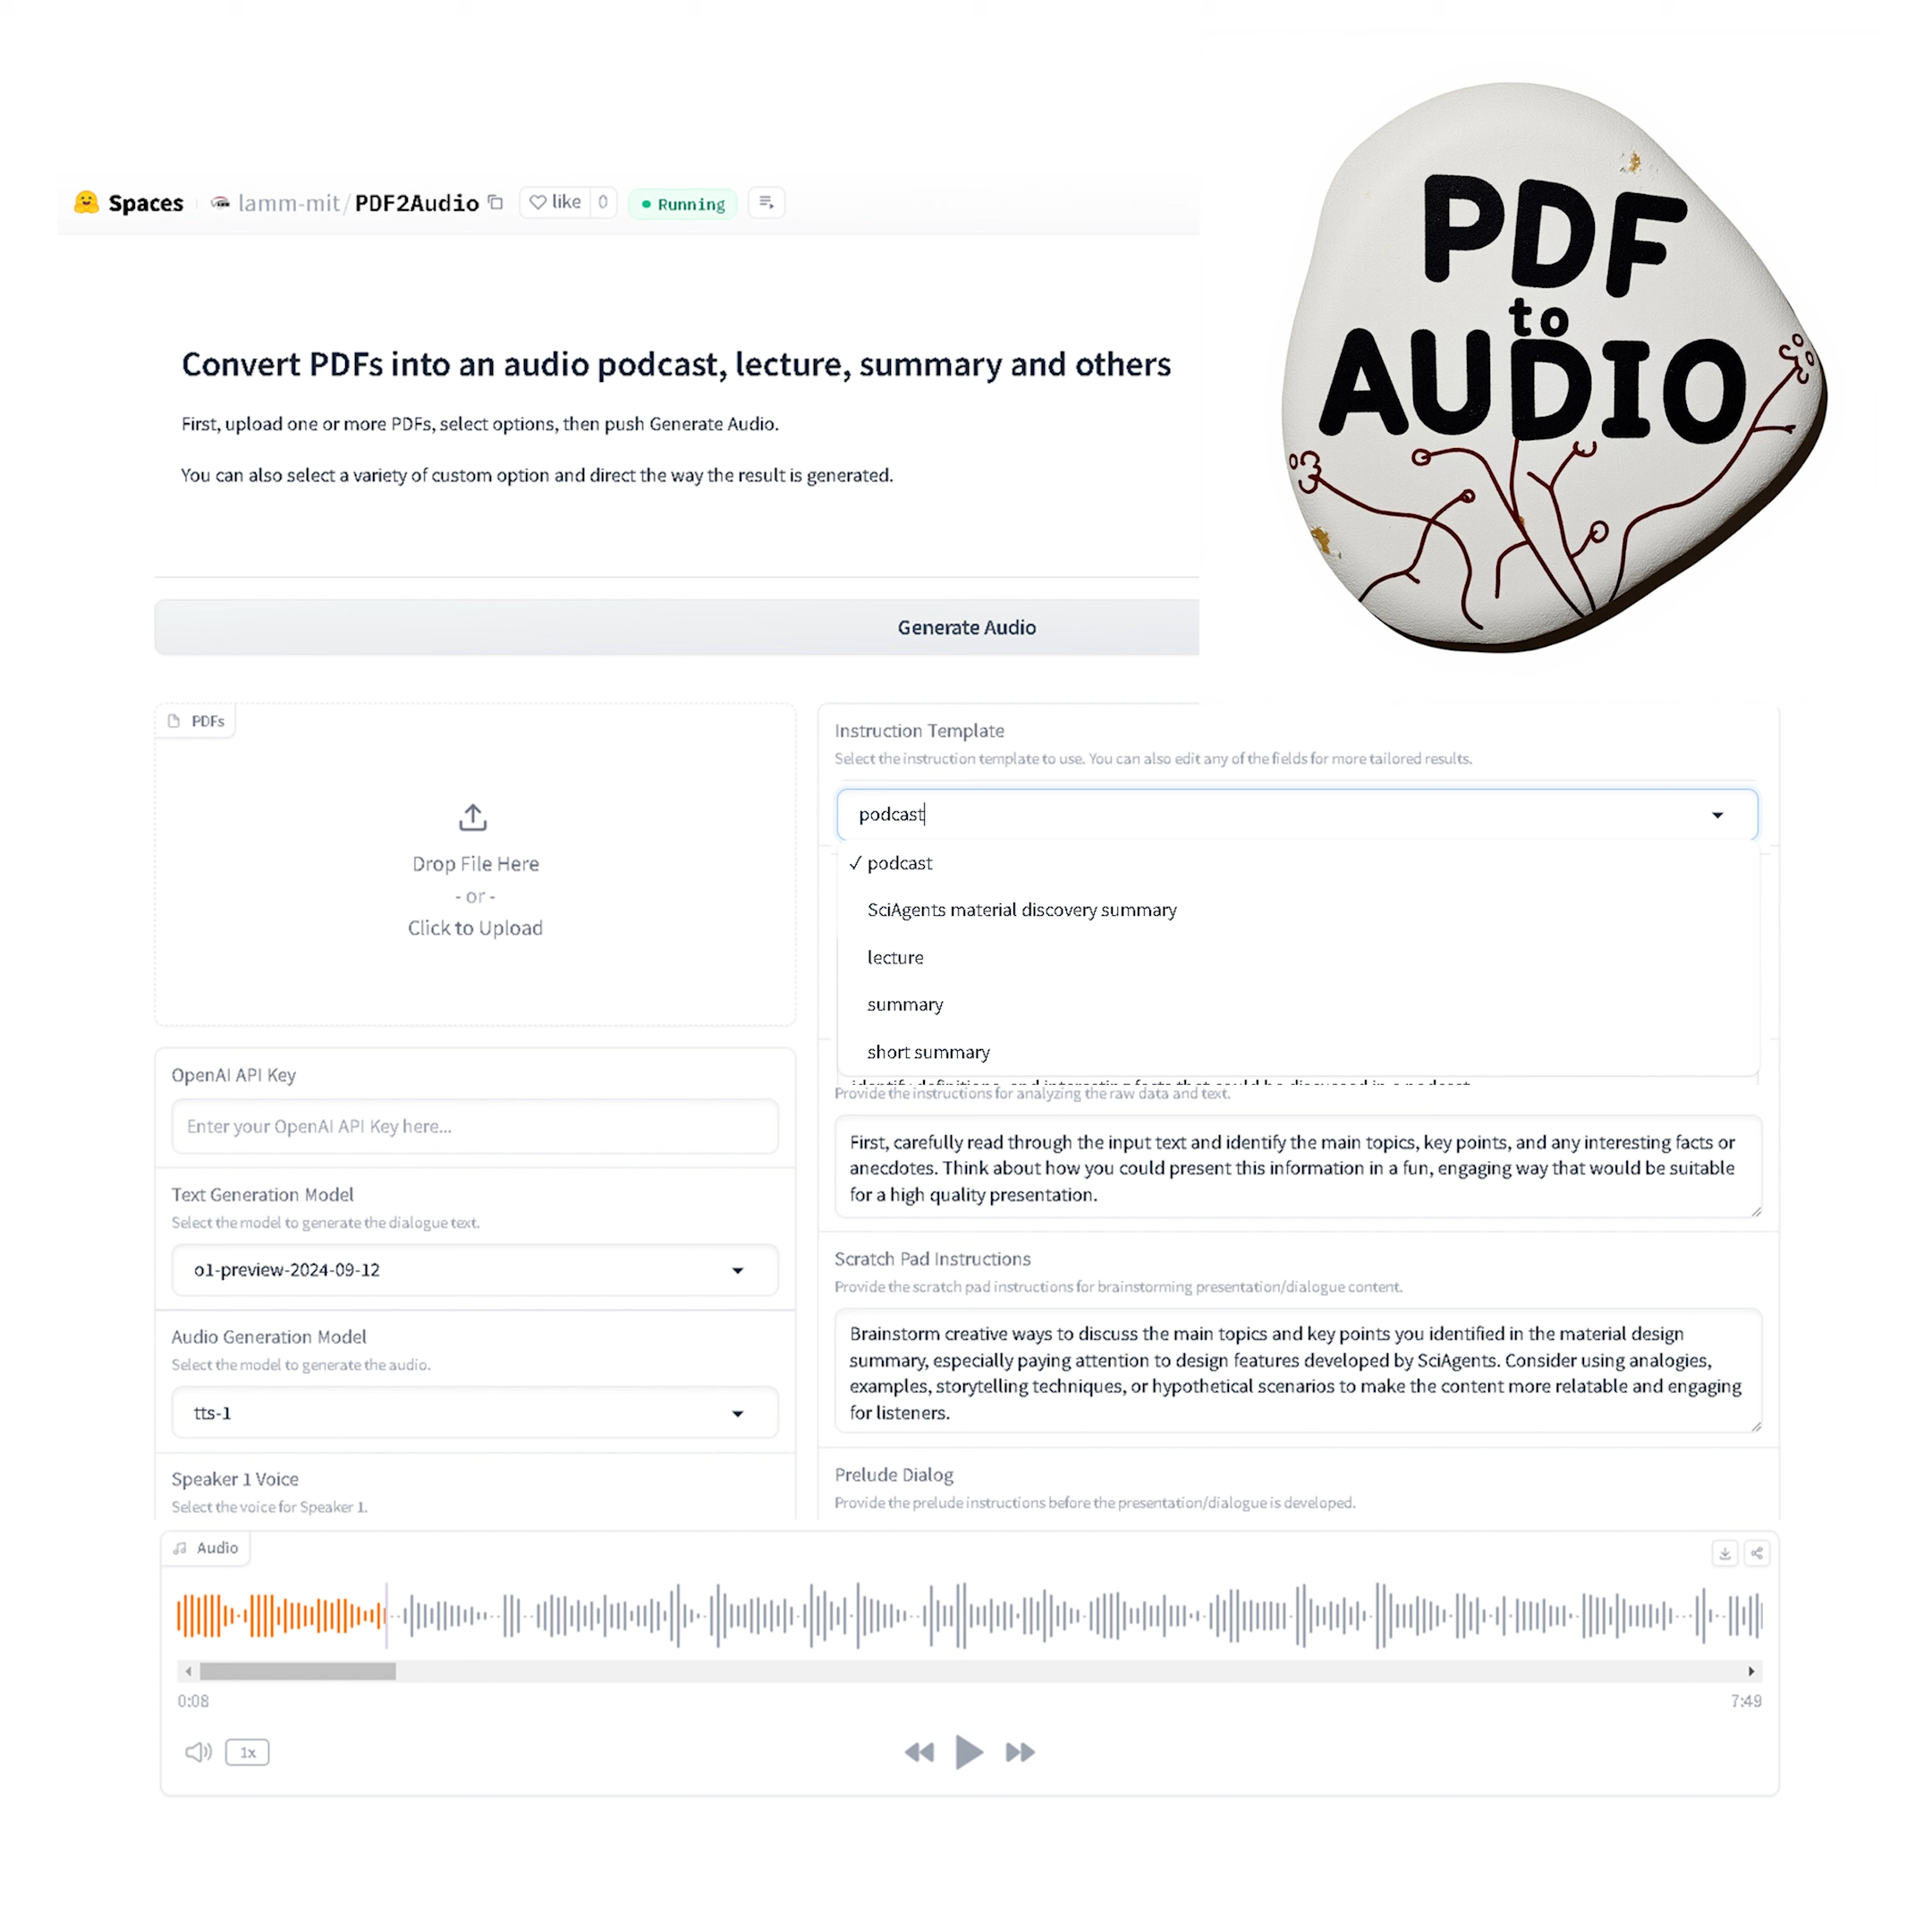 Spaces lamm-mit/PDF2Audio like 0 Running
PDF
to
AUDIO
Convert PDFs into an audio podcast, lecture, summary and others
First, upload one or more PDFs, select options, then push Generate Audio.
You can also select a variety of custom option and direct the way the result is generated.
Generate Audio
PDFs
Drop File Here
- or -
Click to Upload
OpenAI API Key
Enter your OpenAI API Key here...
Text Generation Model
Select the model to generate the dialogue text.
o1-preview-2024-09-12
Audio Generation Model
Select the model to generate the audio.
tts-1
Speaker 1 Voice
Select the voice for Speaker 1.
Instruction Template
Select the instruction template to use. You can also edit any of the fields for more tailored results.
podcast
✓ podcast
SciAgents material discovery summary
lecture
summary
short summary
identify definitions, and interesting facts that could be discussed in a podcast
Provide the instructions for analyzing the raw data and text.
First, carefully read through the input text and identify the main topics, key points, and any interesting facts or
anecdotes. Think about how you could present this information in a fun, engaging way that would be suitable
for a high quality presentation.
Scratch Pad Instructions
Provide the scratch pad instructions for brainstorming presentation/dialogue content.
Brainstorm creative ways to discuss the main topics and key points you identified in the material design
summary, especially paying attention to design features developed by SciAgents. Consider using analogies,
examples, storytelling techniques, or hypothetical scenarios to make the content more relatable and engaging
for listeners.
Prelude Dialog
Provide the prelude instructions before the presentation/dialogue is developed.
Audio
0:08
7:49
1x